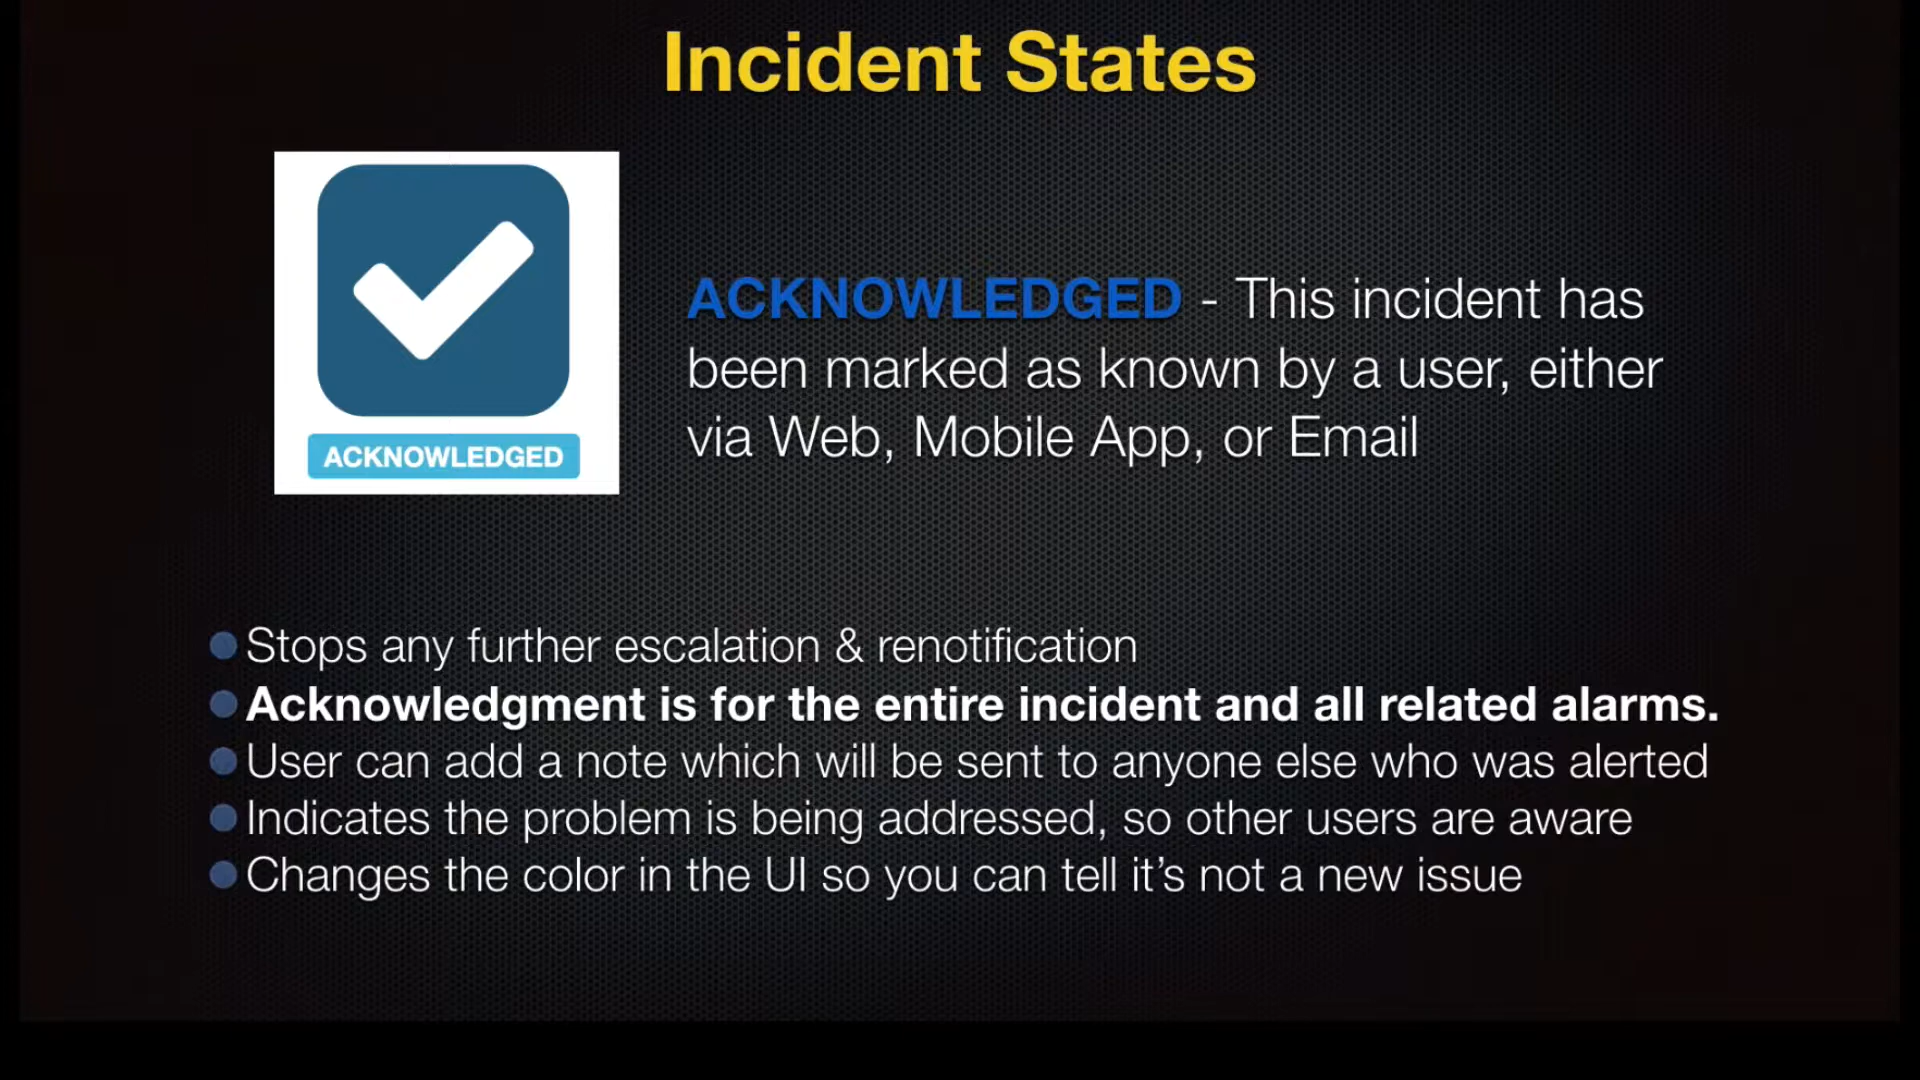 Incident States
ACKNOWLEDGED
ACKNOWLEDGED - This incident has
been marked as known by a user, either
via Web, Mobile App, or Email
Stops any further escalation & renotification
Acknowledgment is for the entire incident and all related alarms.
User can add a note which will be sent to anyone else who was alerted
Indicates the problem is being addressed, so other users are aware
Changes the color in the UI so you can tell it’s not a new issue